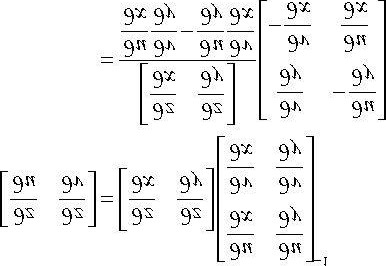 [∂z/∂u ∂z/∂v] = [∂z/∂x ∂z/∂y] [∂u/∂x ∂u/∂y; ∂v/∂x ∂v/∂y]^-1
= [∂z/∂x ∂z/∂y] / (∂u/∂x ∂v/∂y − ∂u/∂y ∂v/∂x) [∂v/∂y −∂u/∂y; −∂v/∂x ∂u/∂x]